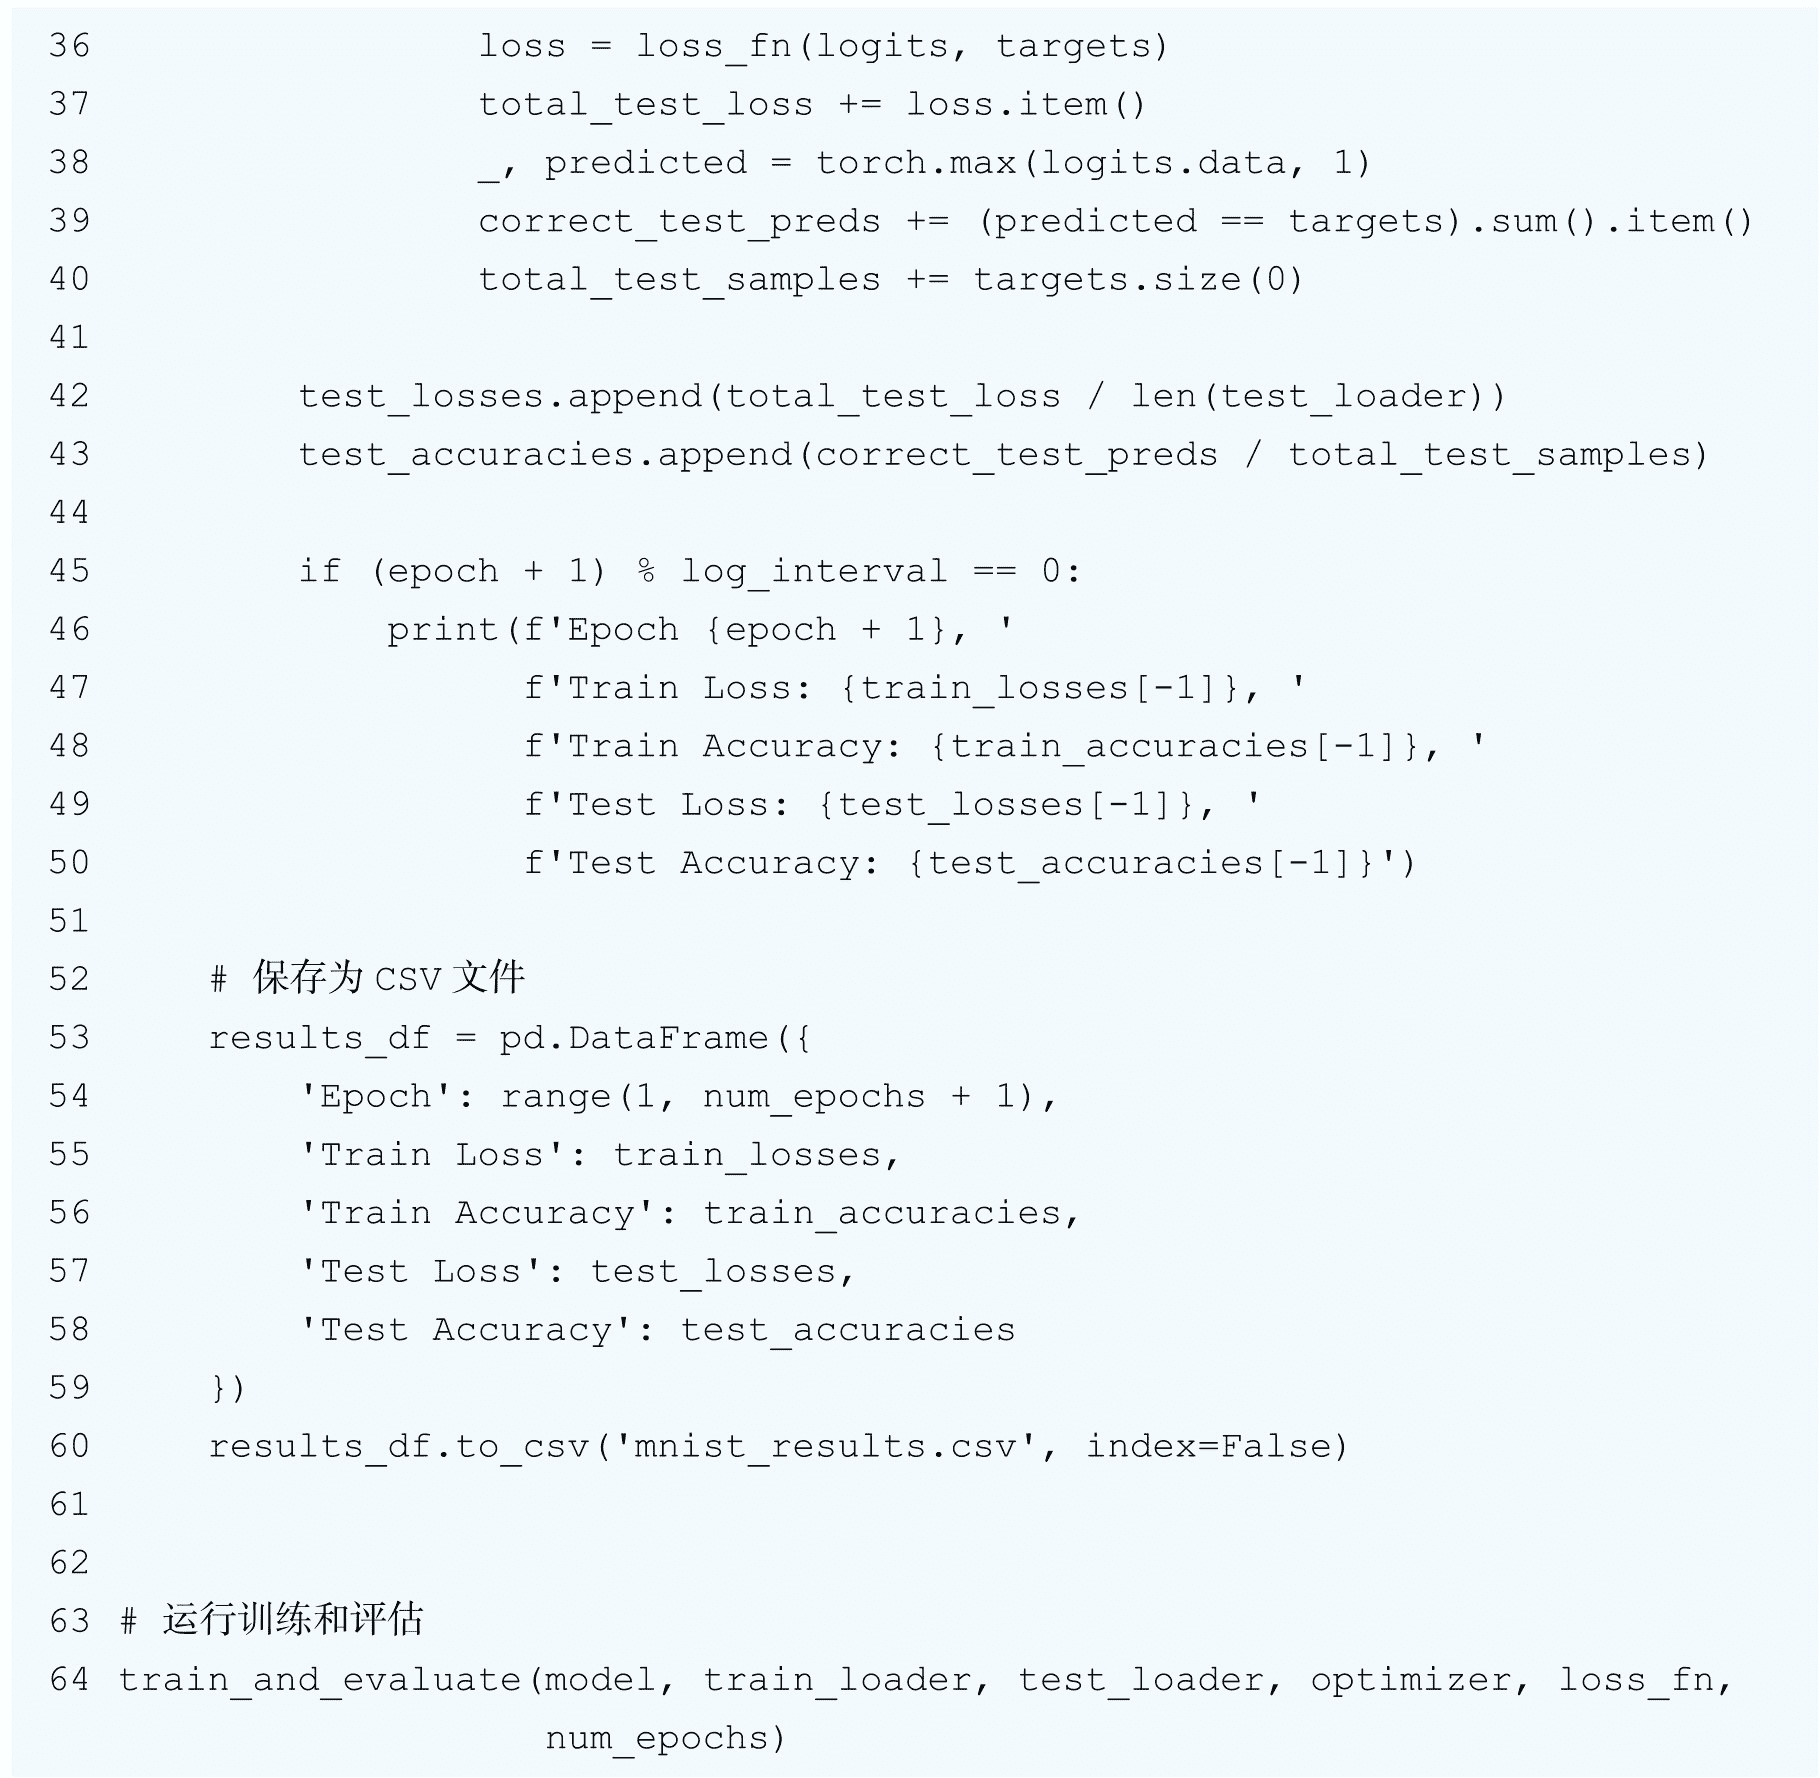 36                 loss = loss_fn(logits, targets)
37                 total_test_loss += loss.item()
38                 _, predicted = torch.max(logits.data, 1)
39                 correct_test_preds += (predicted == targets).sum().item()
40                 total_test_samples += targets.size(0)
41
42         test_losses.append(total_test_loss / len(test_loader))
43         test_accuracies.append(correct_test_preds / total_test_samples)
44
45         if (epoch + 1) % log_interval == 0:
46             print(f'Epoch {epoch + 1}, '
47                   f'Train Loss: {train_losses[-1]}, '
48                   f'Train Accuracy: {train_accuracies[-1]}, '
49                   f'Test Loss: {test_losses[-1]}, '
50                   f'Test Accuracy: {test_accuracies[-1]}')
51
52     # 保存为 CSV 文件
53     results_df = pd.DataFrame({
54         'Epoch': range(1, num_epochs + 1),
55         'Train Loss': train_losses,
56         'Train Accuracy': train_accuracies,
57         'Test Loss': test_losses,
58         'Test Accuracy': test_accuracies
59     })
60     results_df.to_csv('mnist_results.csv', index=False)
61
62
63 # 运行训练和评估
64 train_and_evaluate(model, train_loader, test_loader, optimizer, loss_fn,
                   num_epochs)